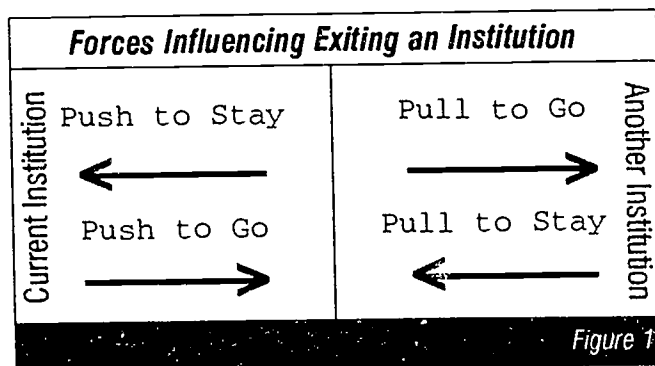 Forces Influencing Exiting an Institution
Current Institution
Push to Stay
Push to Go
Pull to Go
Pull to Stay
Another Institution
Figure 1